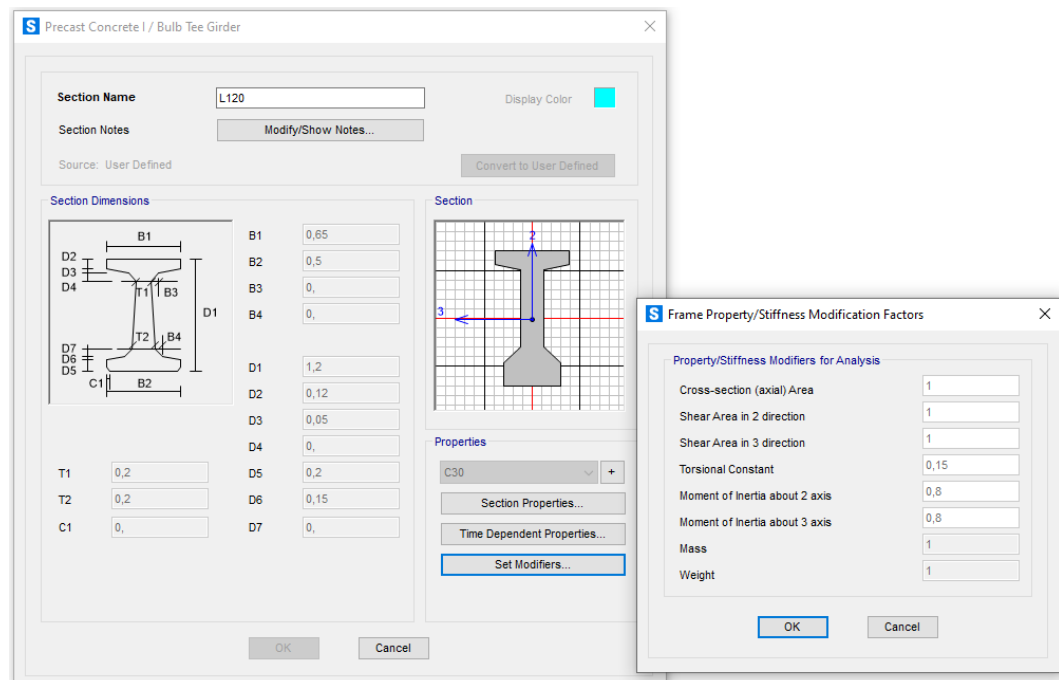 S Precast Concrete I / Bulb Tee Girder
Section Name L120 Display Color
Section Notes Modify/Show Notes...
Source: User Defined Convert to User Defined
Section Dimensions
B1
D2
D3
D4
T1
B3
D1
D7
D6
D5
T2
B4
C1
B2
B1 0,65
B2 0,5
B3 0,
B4 0,
D1 1,2
D2 0,12
D3 0,05
D4 0,
T1 0,2 D5 0,2
T2 0,2 D6 0,15
C1 0, D7 0,
Section
2
3
Properties
C30 +
Section Properties...
Time Dependent Properties...
Set Modifiers...
OK Cancel
S Frame Property/Stiffness Modification Factors
Property/Stiffness Modifiers for Analysis
Cross-section (axial) Area 1
Shear Area in 2 direction 1
Shear Area in 3 direction 1
Torsional Constant 0,15
Moment of Inertia about 2 axis 0,8
Moment of Inertia about 3 axis 0,8
Mass 1
Weight 1
OK Cancel